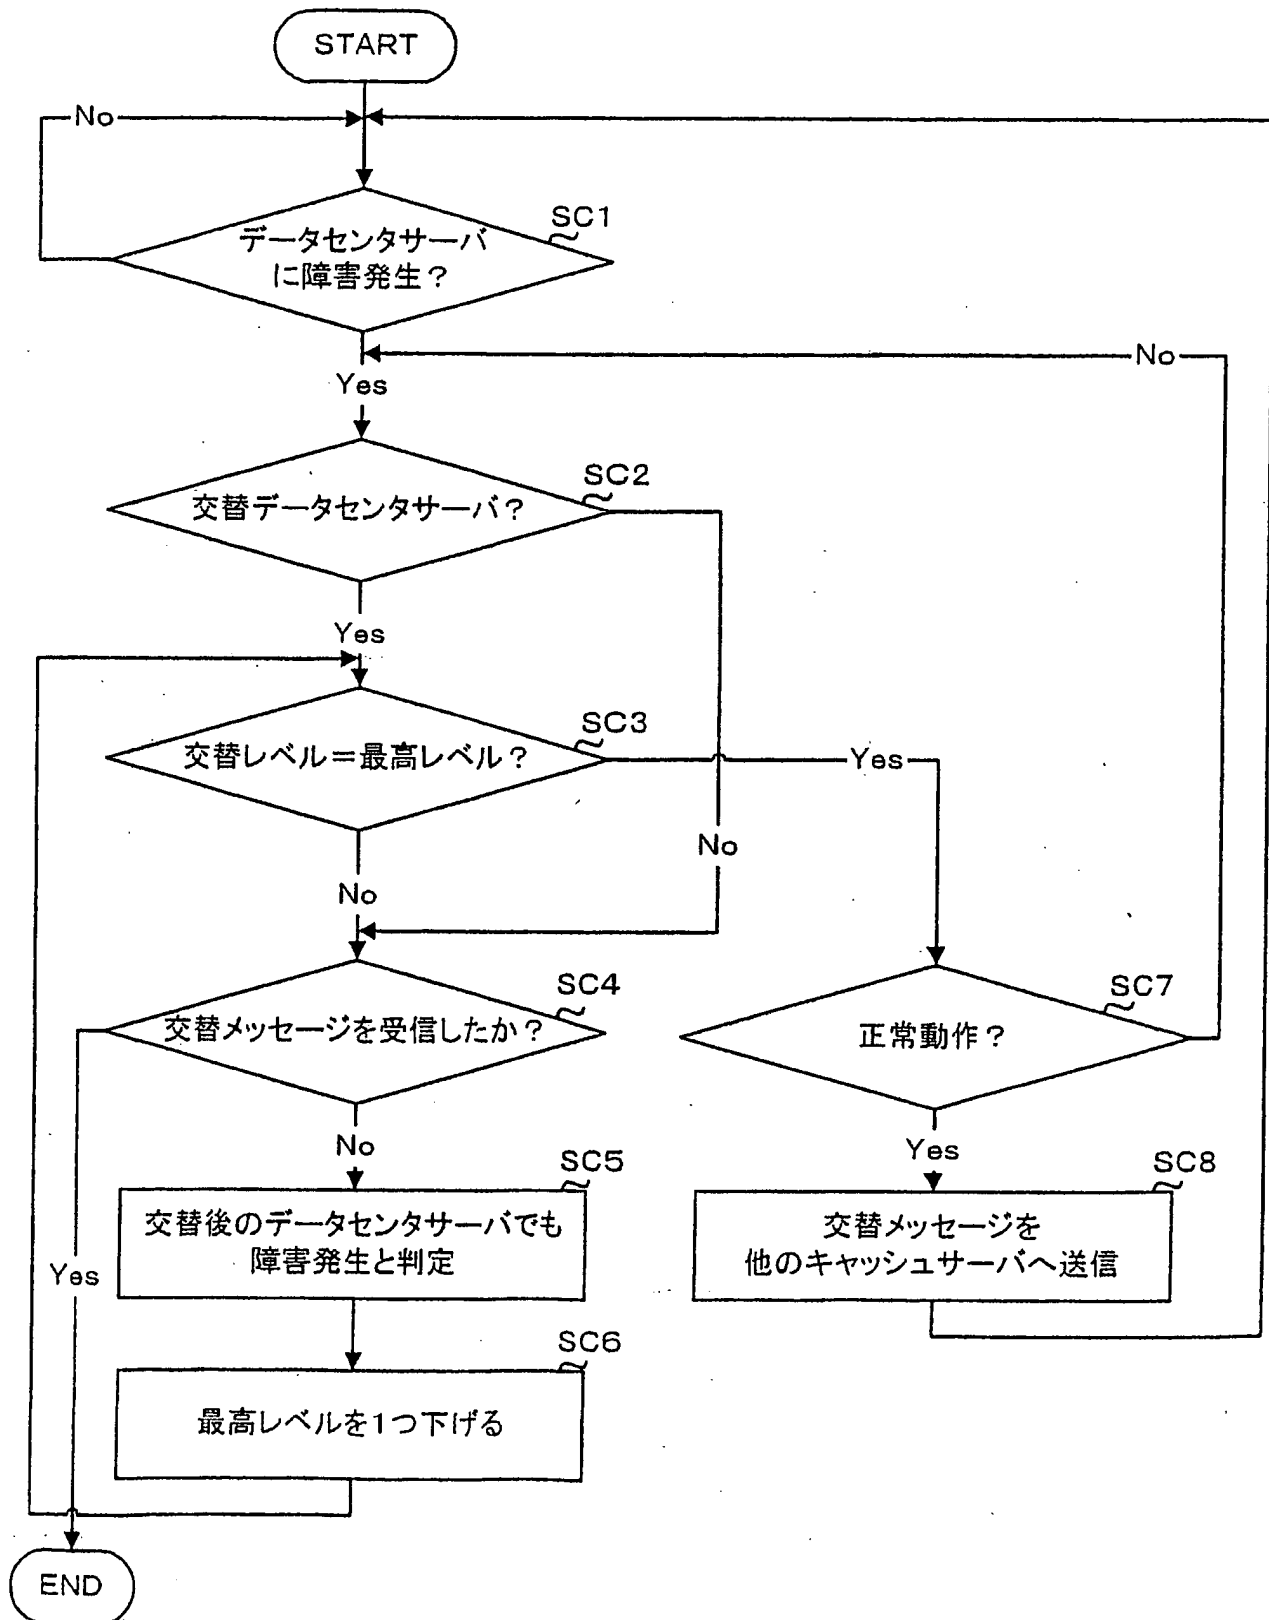 START
No
SC1
データセンタサーバ
に障害発生？
No
Yes
SC2
交替データセンタサーバ？
Yes
SC3
交替レベル＝最高レベル？
Yes
No
No
SC4
交替メッセージを受信したか？
SC7
正常動作？
No
Yes
SC5
交替後のデータセンタサーバでも
障害発生と判定
SC8
交替メッセージを
他のキャッシュサーバへ送信
Yes
SC6
最高レベルを１つ下げる
END